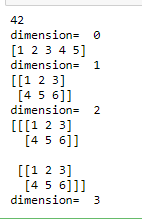 42
dimension=  0
[1 2 3 4 5]
dimension=  1
[[1 2 3]
 [4 5 6]]
dimension=  2
[[[1 2 3]
  [4 5 6]]

 [[1 2 3]
  [4 5 6]]]
dimension=  3